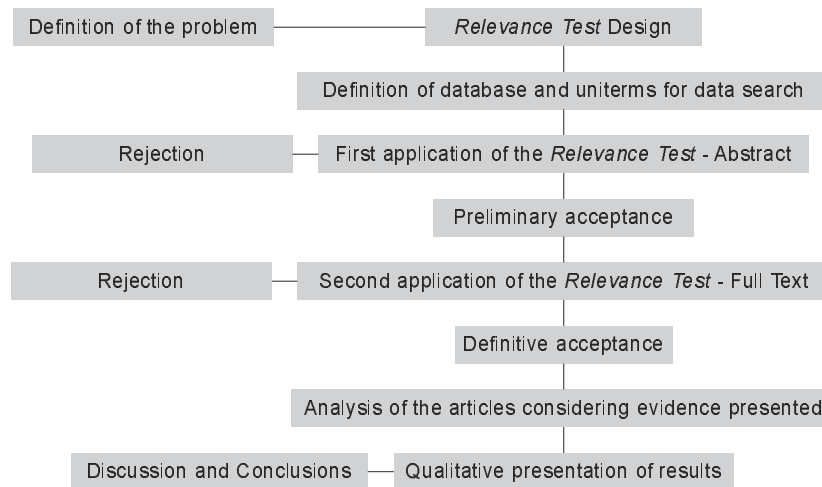 Definition of the problem
Relevance Test Design
Definition of database and uniterms for data search
Rejection
First application of the Relevance Test - Abstract
Preliminary acceptance
Rejection
Second application of the Relevance Test - Full Text
Definitive acceptance
Analysis of the articles considering evidence presented
Discussion and Conclusions
Qualitative presentation of results